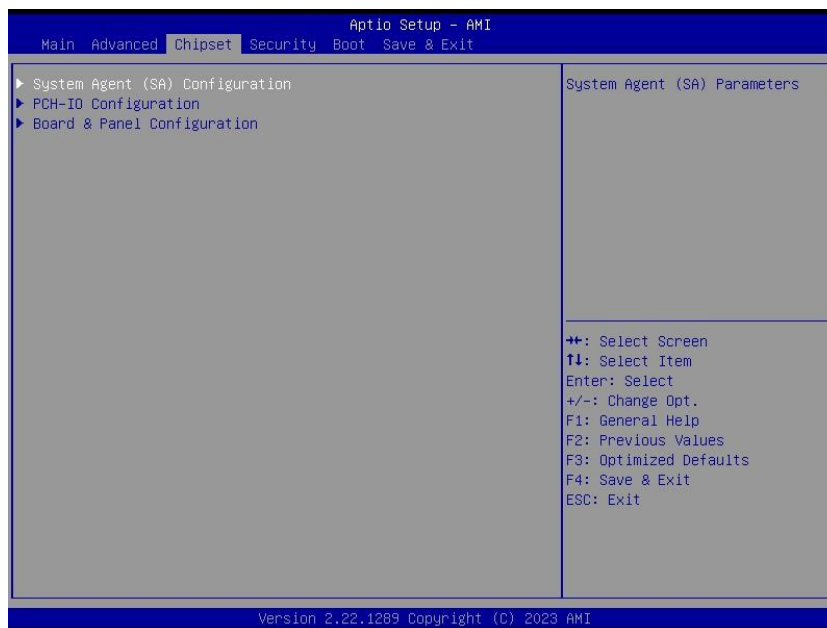 Aptio Setup – AMI
Main Advanced Chipset Security Boot Save & Exit
▶ System Agent (SA) Configuration
▶ PCH-IO Configuration
▶ Board & Panel Configuration
System Agent (SA) Parameters
→←: Select Screen
↑↓: Select Item
Enter: Select
+/-: Change Opt.
F1: General Help
F2: Previous Values
F3: Optimized Defaults
F4: Save & Exit
ESC: Exit
Version 2.22.1289 Copyright (C) 2023 AMI